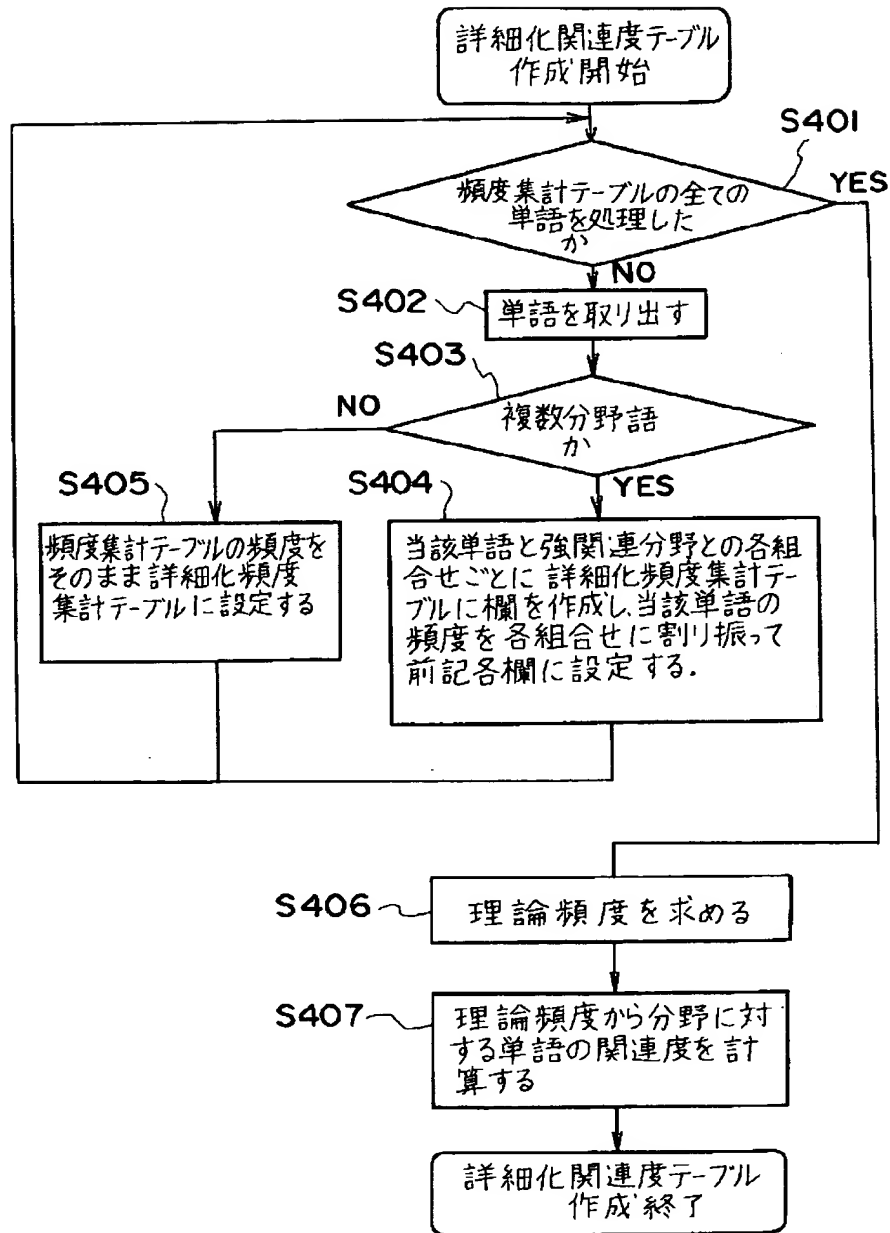 詳細化関連度テーブル
作成開始
S401
頻度集計テーブルの全ての
単語を処理した
か
YES
NO
S402
単語を取り出す
S403
複数分野語
か
NO
YES
S405
頻度集計テーブルの頻度を
そのまま詳細化頻度
集計テーブルに設定する
S404
当該単語と強関連分野との各組
合せごとに詳細化頻度集計テー
ブルに欄を作成し、当該単語の
頻度を各組合せに割り振って
前記各欄に設定する.
S406
理論頻度を求める
S407
理論頻度から分野に対
する単語の関連度を計
算する
詳細化関連度テーブル
作成終了